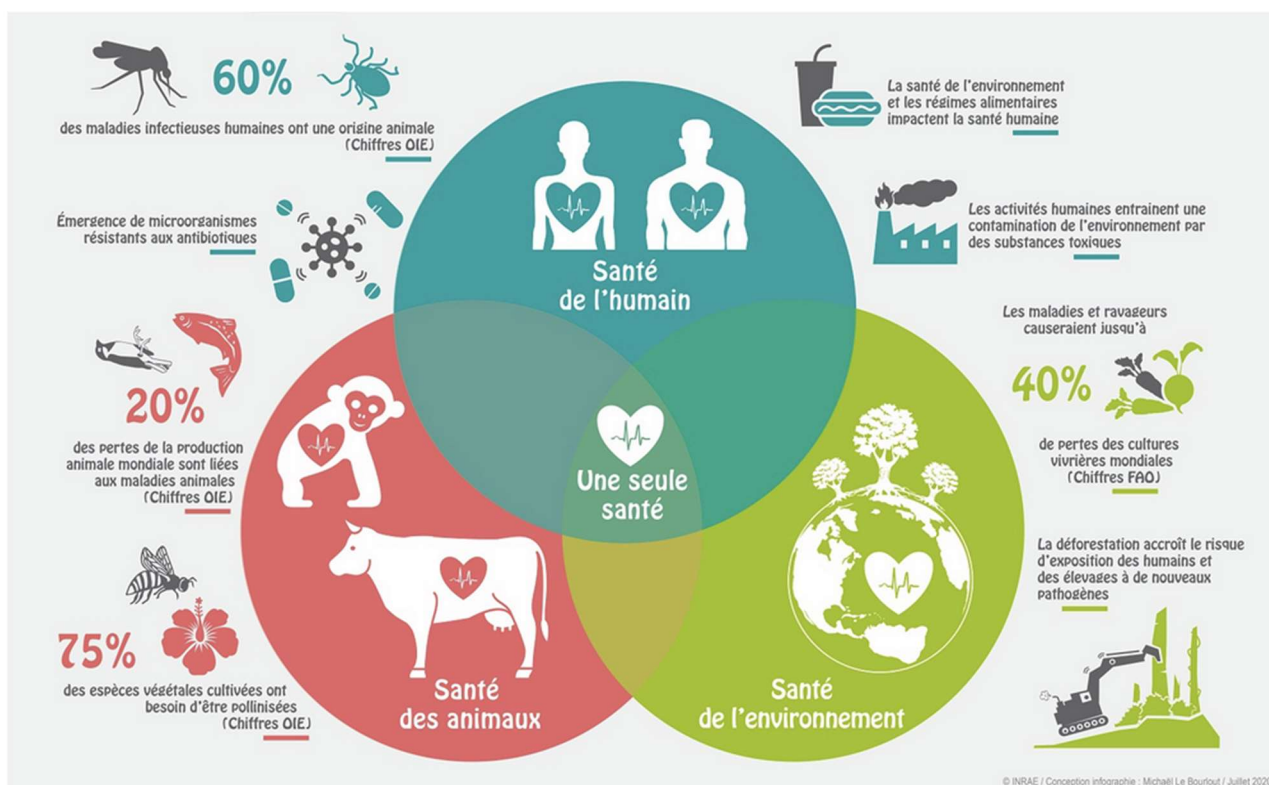 60%
des maladies infectieuses humaines ont une origine animale
(Chiffres OIE)
Émergence de microorganismes
résistants aux antibiotiques
20%
des pertes de la production
animale mondiale sont liées
aux maladies animales
(Chiffres OIE)
75%
des espèces végétales cultivées ont
besoin d'être pollinisées
(Chiffres OIE)
Santé
de l'humain
Une seule
santé
Santé
des animaux
Santé
de l'environnement
La santé de l'environnement
et les régimes alimentaires
impactent la santé humaine
Les activités humaines entrainent une
contamination de l'environnement par
des substances toxiques
Les maladies et ravageurs
causeraient jusqu'à
40%
de pertes des cultures
vivrières mondiales
(Chiffres FAO)
La déforestation accroît le risque
d'exposition des humains et
des élevages à de nouveaux
pathogènes
© INRAE / Conception infographie : Michaël Le Bourlout / Juillet 2020